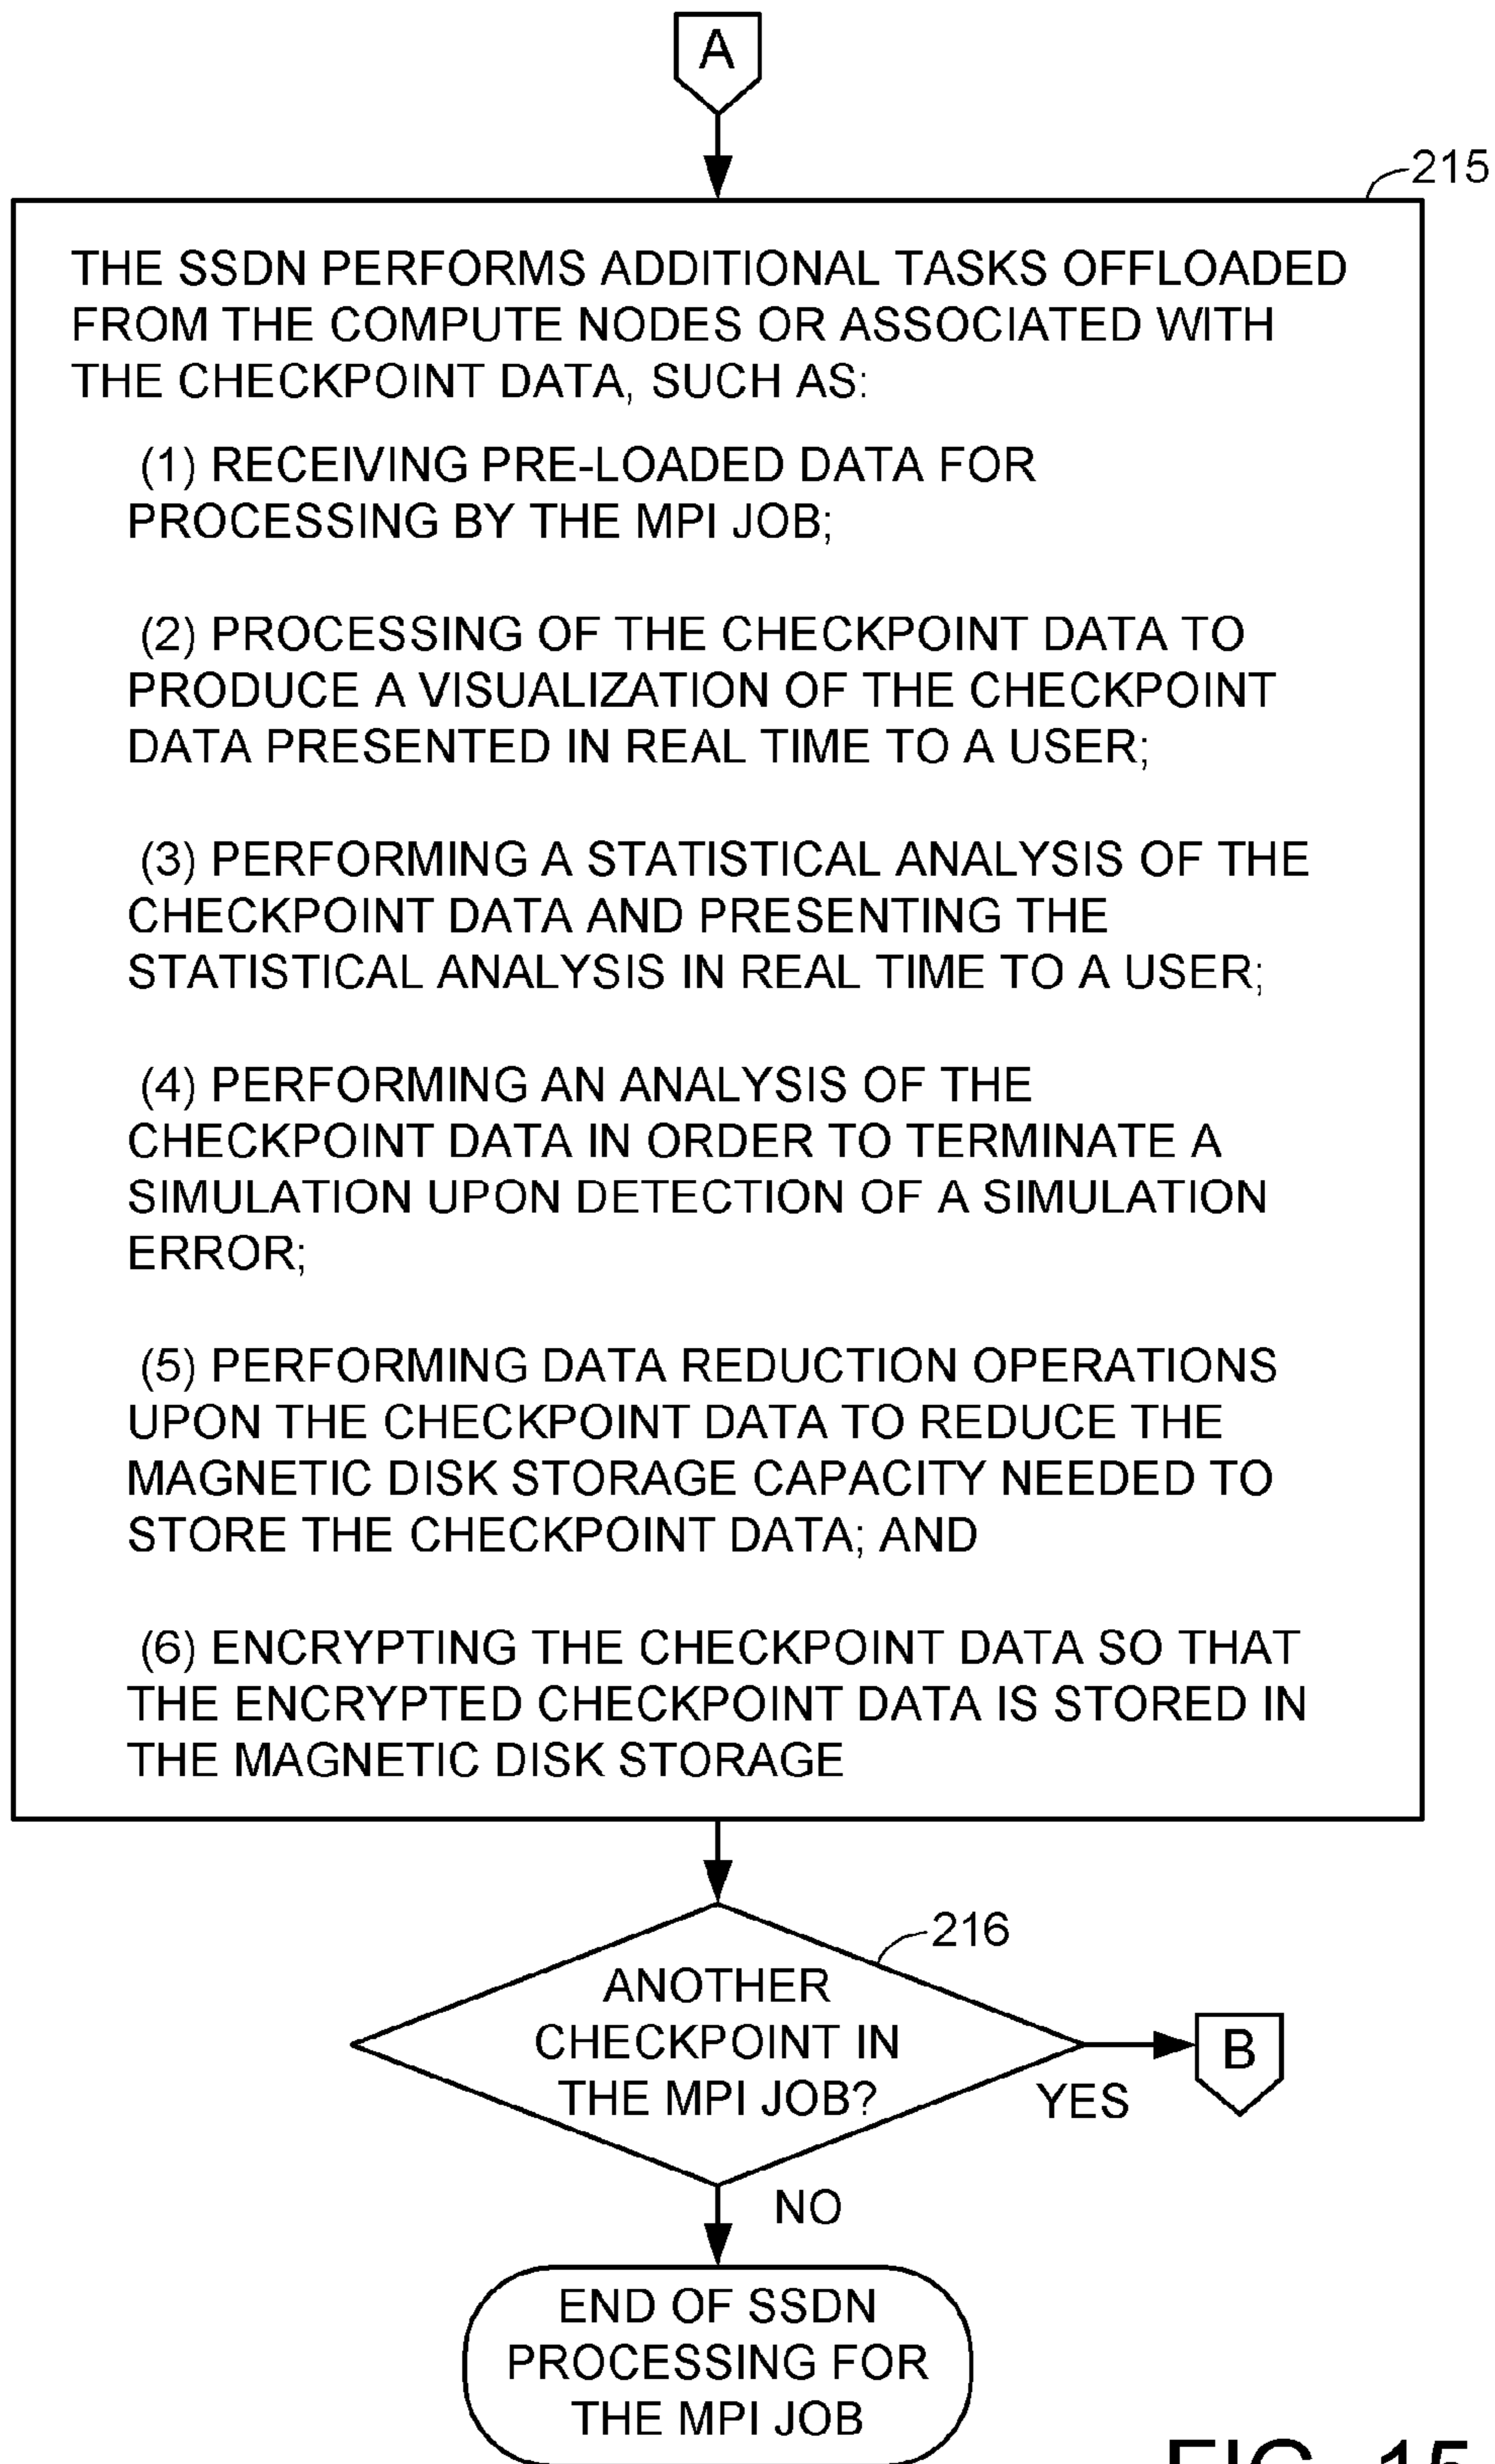 A
215
THE SSDN PERFORMS ADDITIONAL TASKS OFFLOADED
FROM THE COMPUTE NODES OR ASSOCIATED WITH
THE CHECKPOINT DATA, SUCH AS:
(1) RECEIVING PRE-LOADED DATA FOR
PROCESSING BY THE MPI JOB;
(2) PROCESSING OF THE CHECKPOINT DATA TO
PRODUCE A VISUALIZATION OF THE CHECKPOINT
DATA PRESENTED IN REAL TIME TO A USER;
(3) PERFORMING A STATISTICAL ANALYSIS OF THE
CHECKPOINT DATA AND PRESENTING THE
STATISTICAL ANALYSIS IN REAL TIME TO A USER;
(4) PERFORMING AN ANALYSIS OF THE
CHECKPOINT DATA IN ORDER TO TERMINATE A
SIMULATION UPON DETECTION OF A SIMULATION
ERROR;
(5) PERFORMING DATA REDUCTION OPERATIONS
UPON THE CHECKPOINT DATA TO REDUCE THE
MAGNETIC DISK STORAGE CAPACITY NEEDED TO
STORE THE CHECKPOINT DATA; AND
(6) ENCRYPTING THE CHECKPOINT DATA SO THAT
THE ENCRYPTED CHECKPOINT DATA IS STORED IN
THE MAGNETIC DISK STORAGE
216
ANOTHER
CHECKPOINT IN
THE MPI JOB?
YES
B
NO
END OF SSDN
PROCESSING FOR
THE MPI JOB
FIG. 15